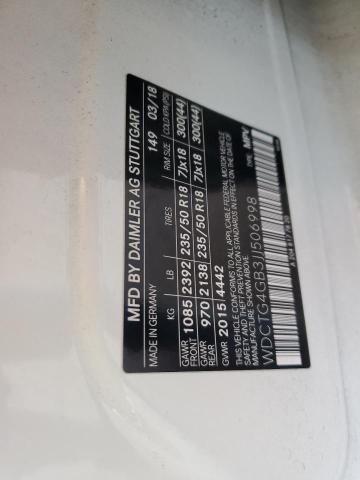 MFD BY DAIMLER AG STUTTGART
MADE IN GERMANY 149 03/18
KG LB TIRES RIM SIZE COLD KPA (PSI)
GAWR FRONT 1085 2392 235/50 R18 7Jx18 300(44)
GAWR REAR 970 2138 235/50 R18 7Jx18 300(44)
GVWR 2015 4442
THIS VEHICLE CONFORMS TO ALL APPLICABLE FEDERAL MOTOR VEHICLE
SAFETY AND THEFT PREVENTION STANDARDS IN EFFECT ON THE DATE OF
MANUFACTURE SHOWN ABOVE. TYPE: MPV
WDCTG4GB3JJ506998